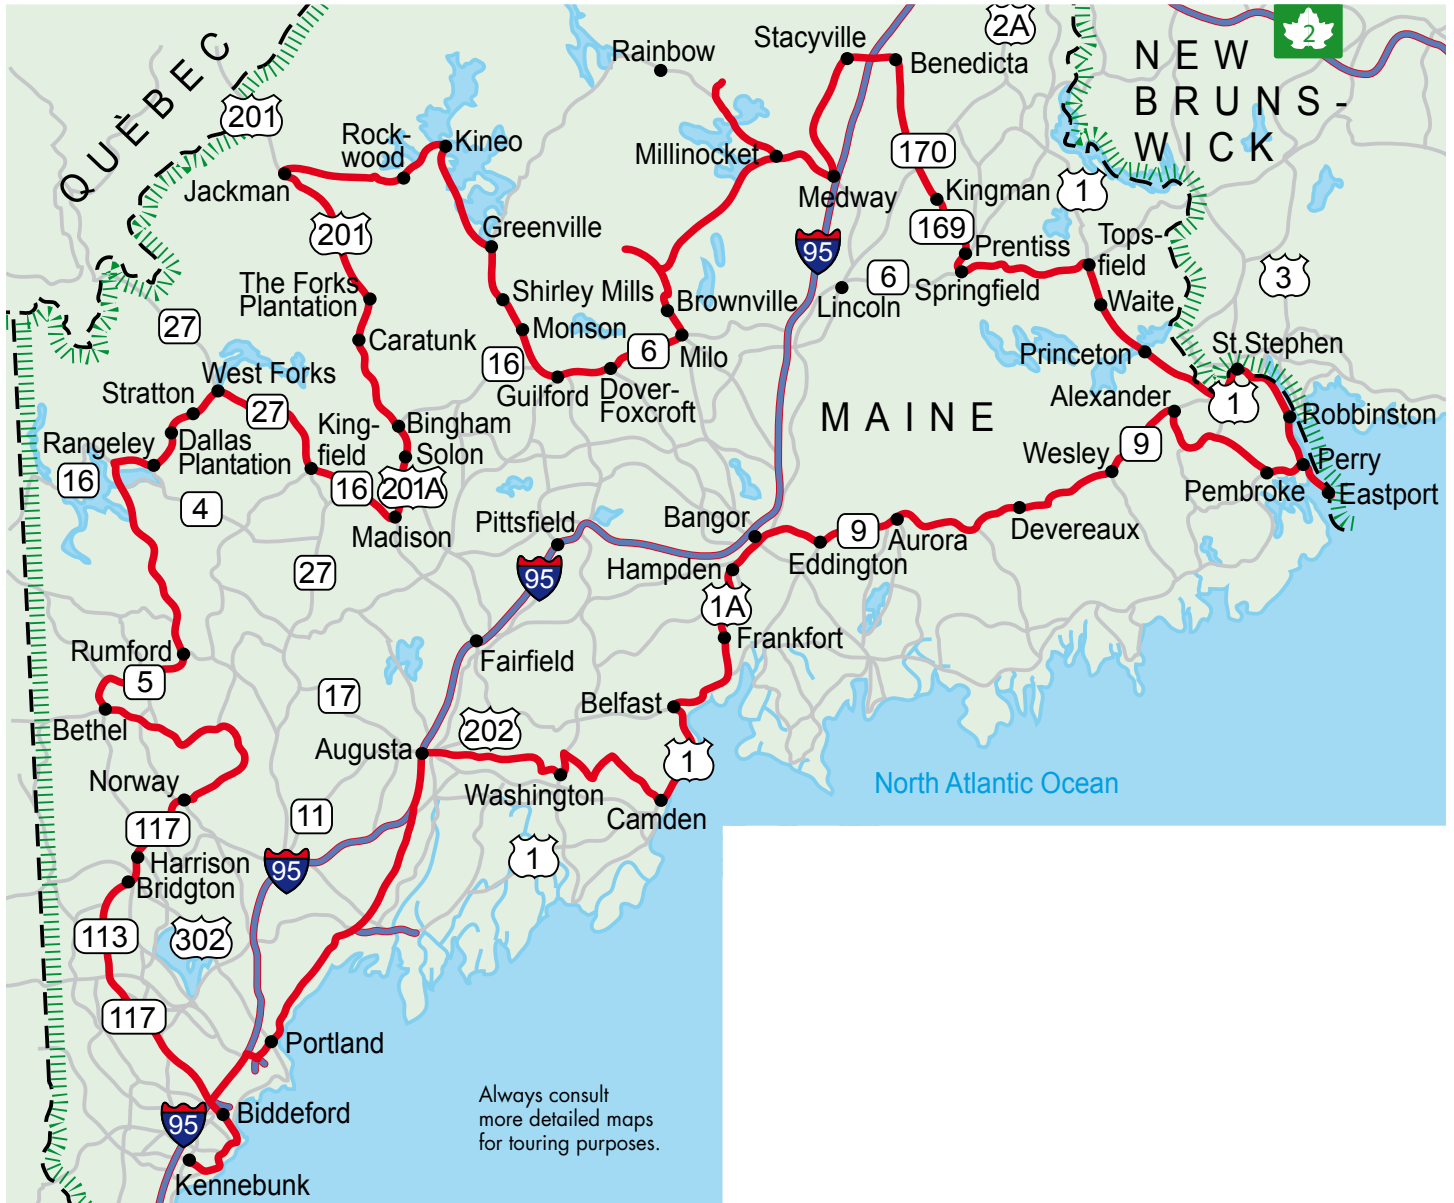 2A
2
Stacyville
Rainbow
Benedicta
NEW
BRUNS-
WICK
QUÈBEC
201
Rock-
wood
Kineo
Millinocket
170
Jackman
Medway
Kingman
1
201
Greenville
95
169
Prentiss
Tops-
field
3
The Forks
Plantation
Shirley Mills
Brownville
Lincoln
6
Springfield
Waite
27
Caratunk
Monson
16
6
Milo
Princeton
St. Stephen
West Forks
Stratton
Guilford
Dover-
Foxcroft
Alexander
1
27
King-
field
Bingham
MAINE
Robbinston
Rangeley
Dallas
Plantation
Solon
Wesley
9
Perry
16
16
201A
Pembroke
Eastport
4
Madison
Pittsfield
Bangor
9
Aurora
Devereaux
27
95
Hampden
Eddington
1A
Rumford
Fairfield
Frankfort
5
17
Belfast
Bethel
Augusta
202
1
Norway
Washington
Camden
North Atlantic Ocean
117
11
Harrison
Bridgton
95
1
113
302
117
Portland
Always consult
more detailed maps
for touring purposes.
95
Biddeford
Kennebunk